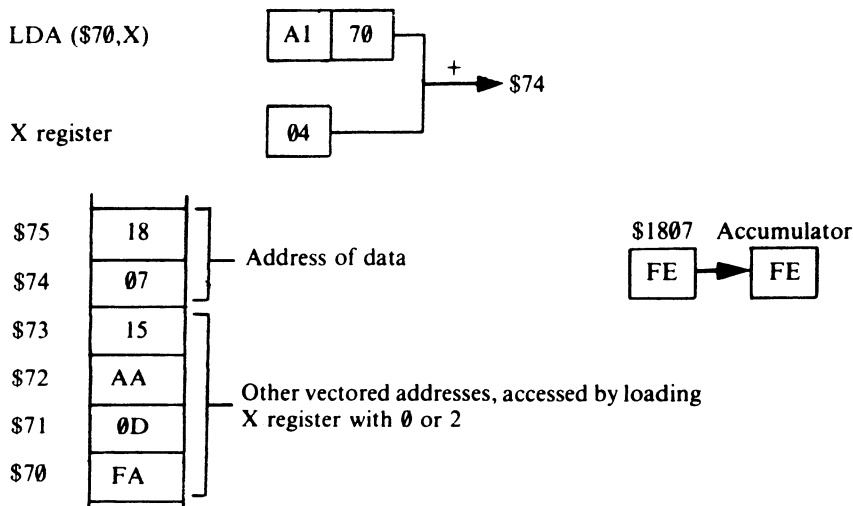 LDA ($70,X)
A1 70
+
$74
X register
04
$75 18
$74 07
Address of data
$1807 Accumulator
FE FE
$73 15
$72 AA
$71 0D
$70 FA
Other vectored addresses, accessed by loading
X register with 0 or 2